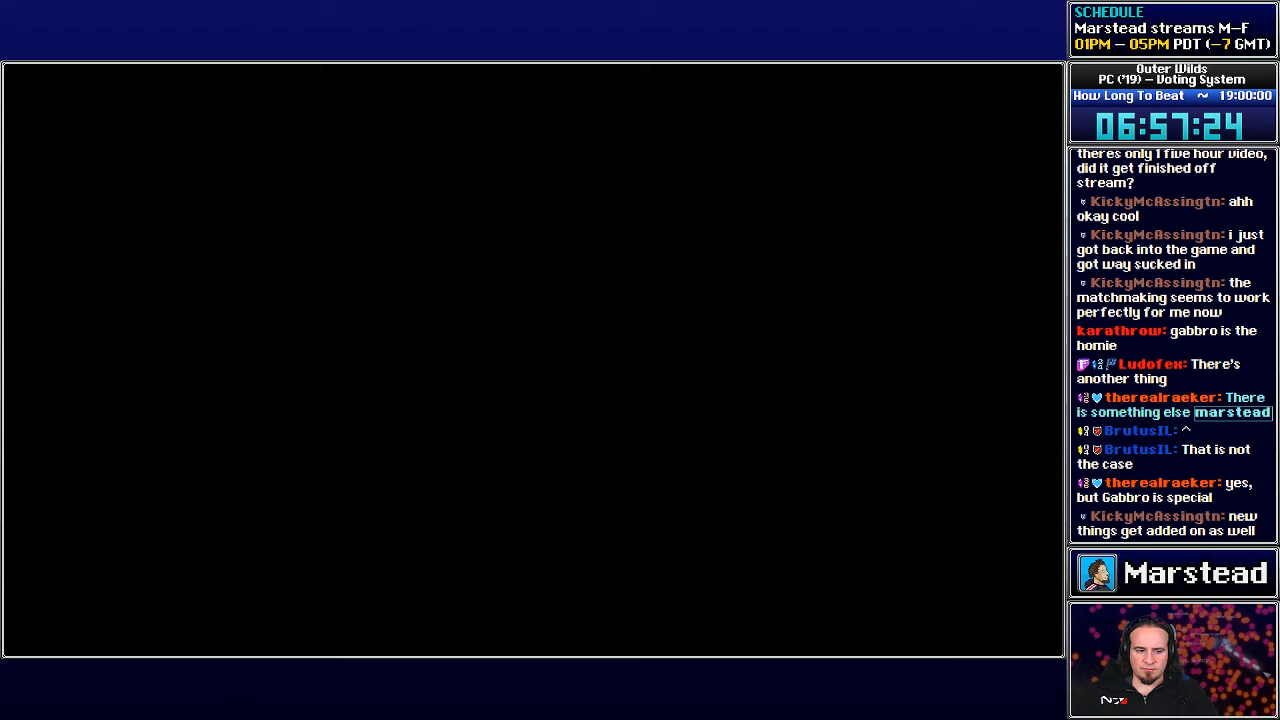 SCHEDULE
Marstead streams M-F
01PM - 05PM PDT (-7 GMT)
Outer Wilds
PC ('19) - Voting System
How Long To Beat ~ 19:00:00
06:57:24
theres only 1 five hour video,
did it get finished off
stream?
KickyMcAssingtn: ahh
okay cool
KickyMcAssingtn: i just
got back into the game and
got way sucked in
KickyMcAssingtn: the
matchmaking seems to work
perfectly for me now
karathrow: gabbro is the
homie
Ludofex: There's
another thing
therealraeker: There
is something else marstead
BrutusIL: ^
BrutusIL: That is not
the case
therealraeker: yes,
but Gabbro is special
KickyMcAssingtn: new
things get added on as well
Marstead
N7